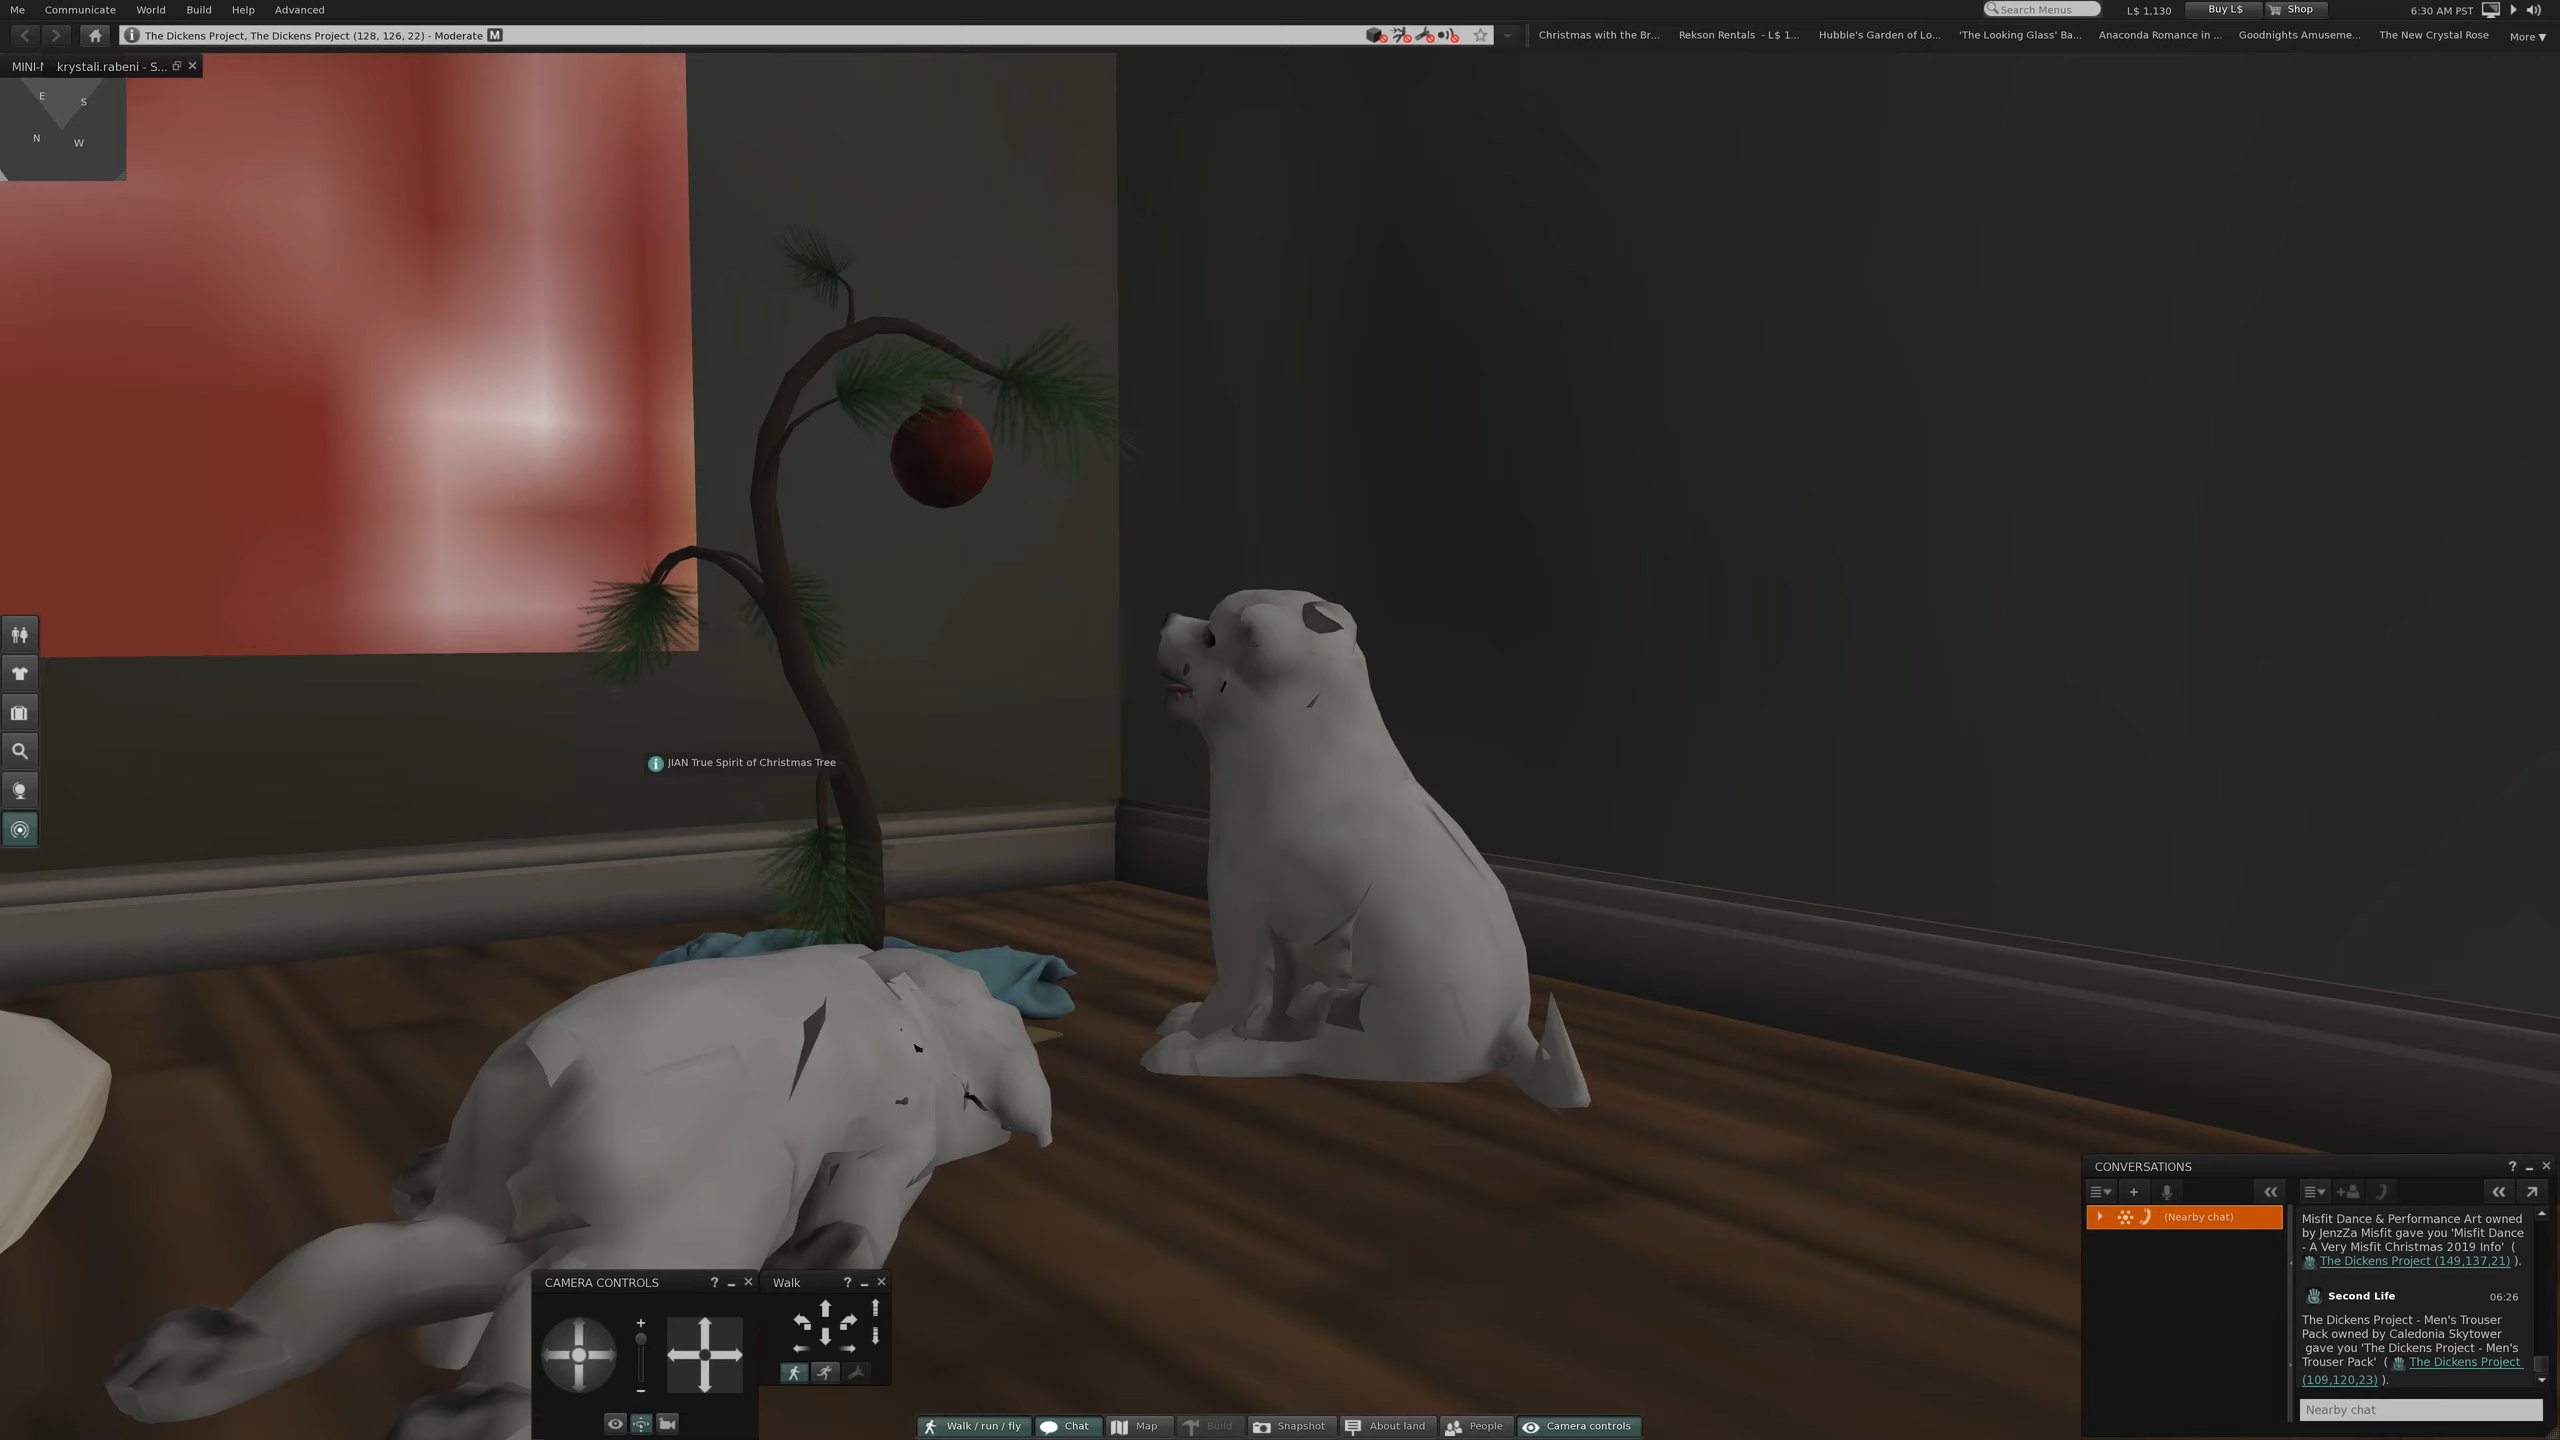 Me Communicate World Build Help Advanced
Search Menus L$ 1,130 Buy L$ Shop 6:30 AM PST
The Dickens Project, The Dickens Project (128, 126, 22) - Moderate M
Christmas with the Br... Rekson Rentals - L$ 1... Hubble's Garden of Lo... 'The Looking Glass' Ba... Anaconda Romance in ... Goodnights Amuseme... The New Crystal Rose More ▼
MINI-M krystali.rabeni - S...
E S
N W
JIAN True Spirit of Christmas Tree
CONVERSATIONS ?
(Nearby chat)
Misfit Dance & Performance Art owned
by JenzZa Misfit gave you 'Misfit Dance
- A Very Misfit Christmas 2019 Info' (
The Dickens Project (149,137,21) ).
Second Life 06:26
The Dickens Project - Men's Trouser
Pack owned by Caledonia Skytower
gave you 'The Dickens Project - Men's
Trouser Pack' ( The Dickens Project
(109,120,23) ).
Nearby chat
CAMERA CONTROLS ?
Walk ?
Walk / run / fly Chat Map Build Snapshot About land People Camera controls